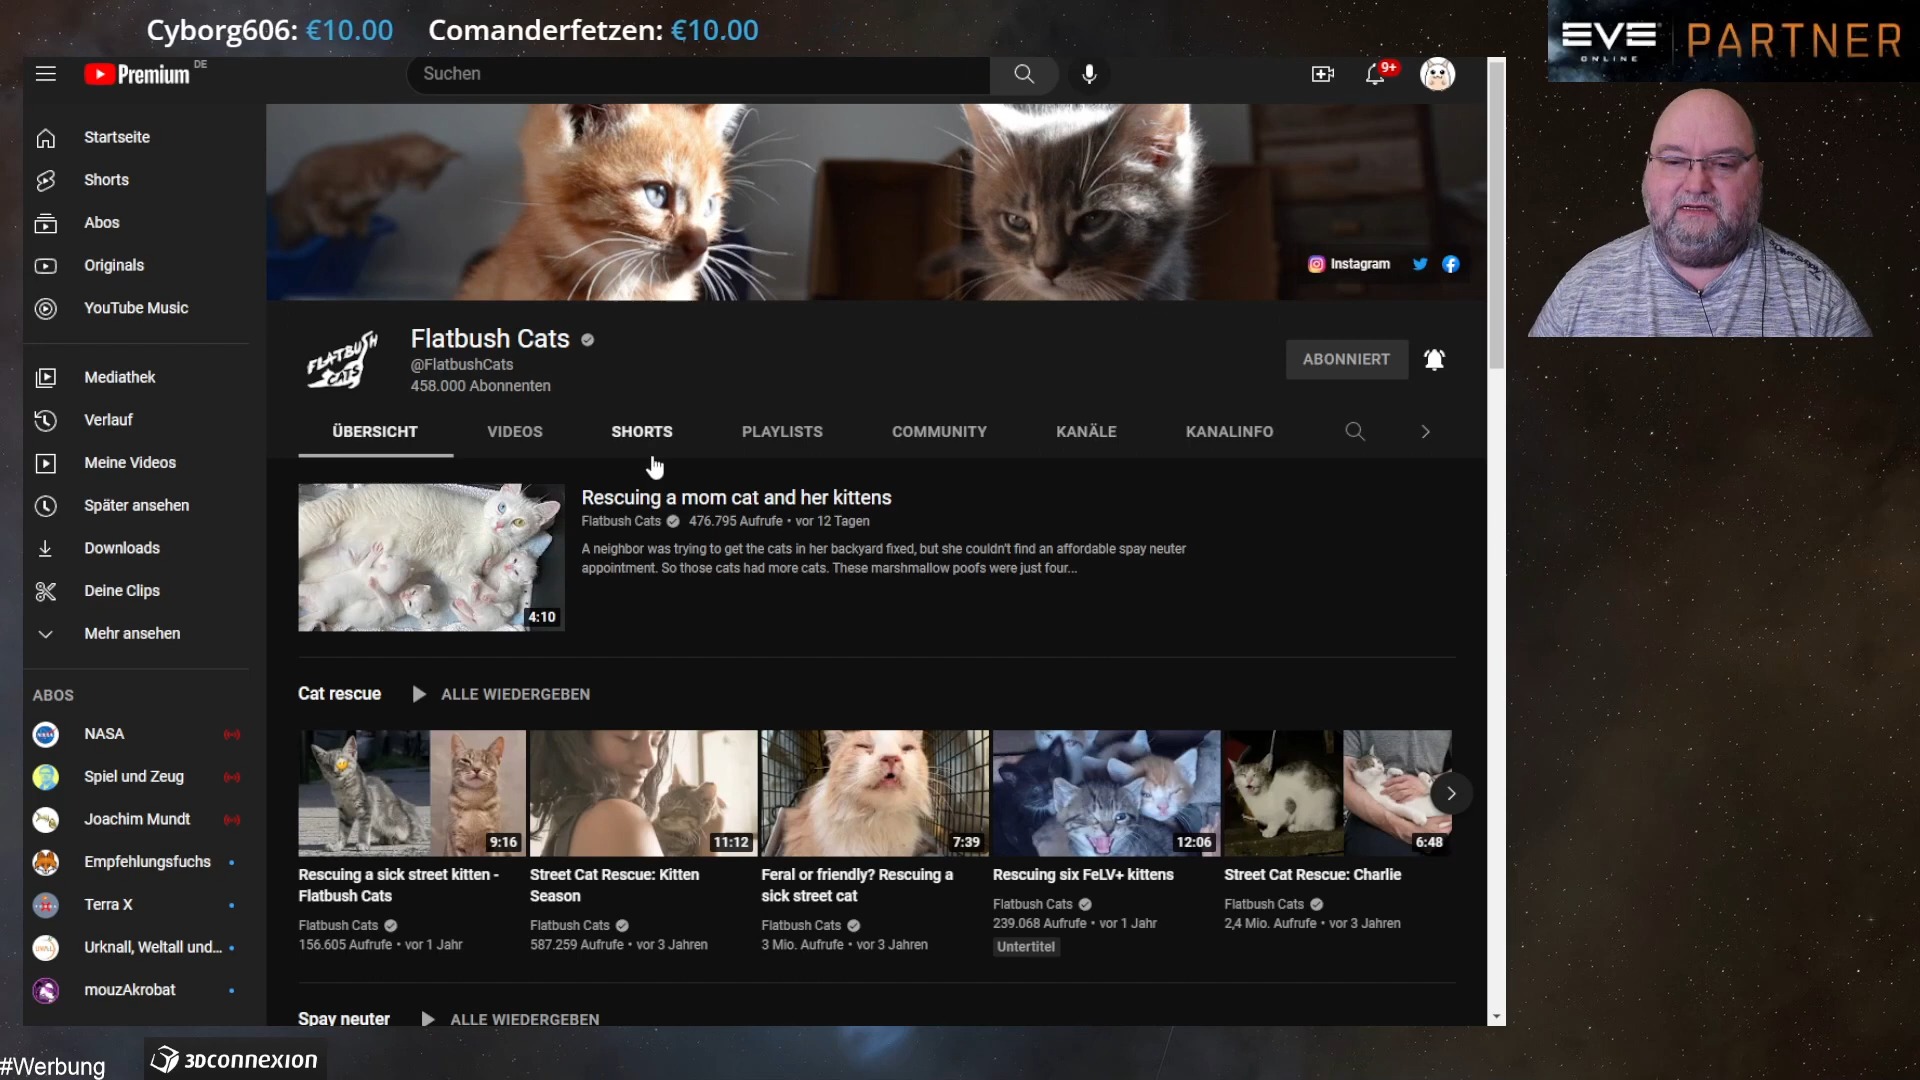 Cyborg606: €10.00 Comanderfetzen: €10.00
EVE ONLINE PARTNER
Premium DE
Suchen
9+
Startseite
Shorts
Abos
Originals
YouTube Music
Mediathek
Verlauf
Meine Videos
Später ansehen
Downloads
Deine Clips
Mehr ansehen
ABOS
NASA
Spiel und Zeug
Joachim Mundt
Empfehlungsfuchs
Terra X
Urknall, Weltall und...
mouzAkrobat
Instagram
FLATBUSH CATS
Flatbush Cats
@FlatbushCats
458.000 Abonnenten
ABONNIERT
ÜBERSICHT VIDEOS SHORTS PLAYLISTS COMMUNITY KANÄLE KANALINFO
4:10
Rescuing a mom cat and her kittens
Flatbush Cats 476.795 Aufrufe • vor 12 Tagen
A neighbor was trying to get the cats in her backyard fixed, but she couldn't find an affordable spay neuter
appointment. So those cats had more cats. These marshmallow poofs were just four...
Cat rescue ALLE WIEDERGEBEN
9:16
Rescuing a sick street kitten -
Flatbush Cats
Flatbush Cats
156.605 Aufrufe • vor 1 Jahr
11:12
Street Cat Rescue: Kitten
Season
Flatbush Cats
587.259 Aufrufe • vor 3 Jahren
7:39
Feral or friendly? Rescuing a
sick street cat
Flatbush Cats
3 Mio. Aufrufe • vor 3 Jahren
12:06
Rescuing six FeLV+ kittens
Flatbush Cats
239.068 Aufrufe • vor 1 Jahr
Untertitel
6:48
Street Cat Rescue: Charlie
Flatbush Cats
2,4 Mio. Aufrufe • vor 3 Jahren
Spay neuter ALLE WIEDERGEBEN
#Werbung
3Dconnexion